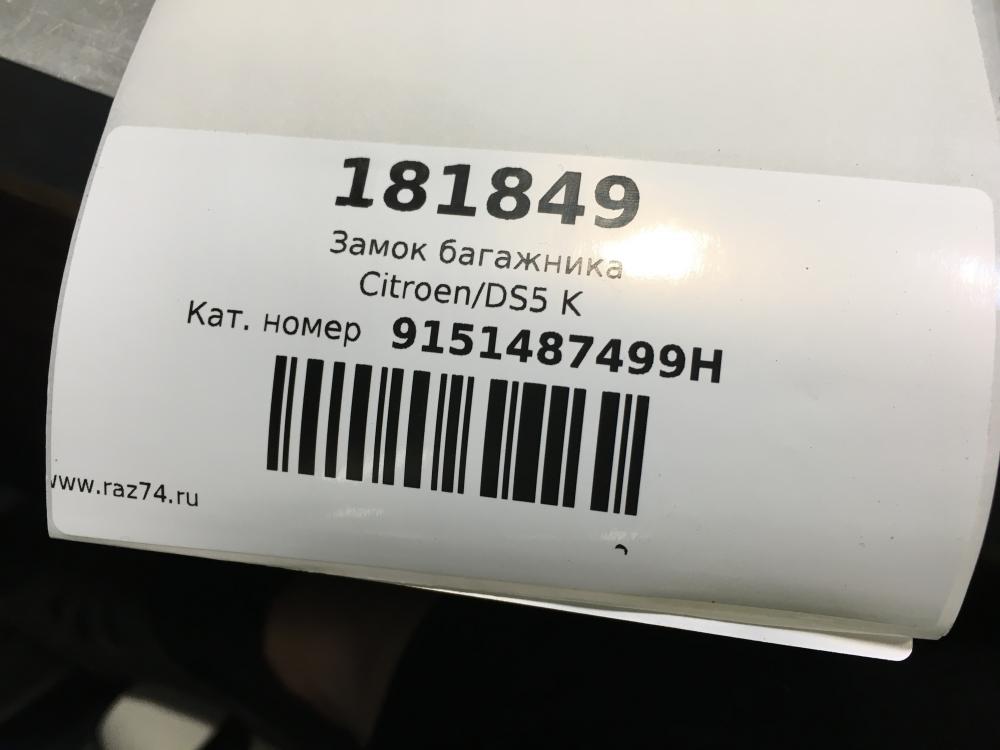 181849
Замок багажника
Citroen/DS5 K
Кат. номер 9151487499H
www.raz74.ru